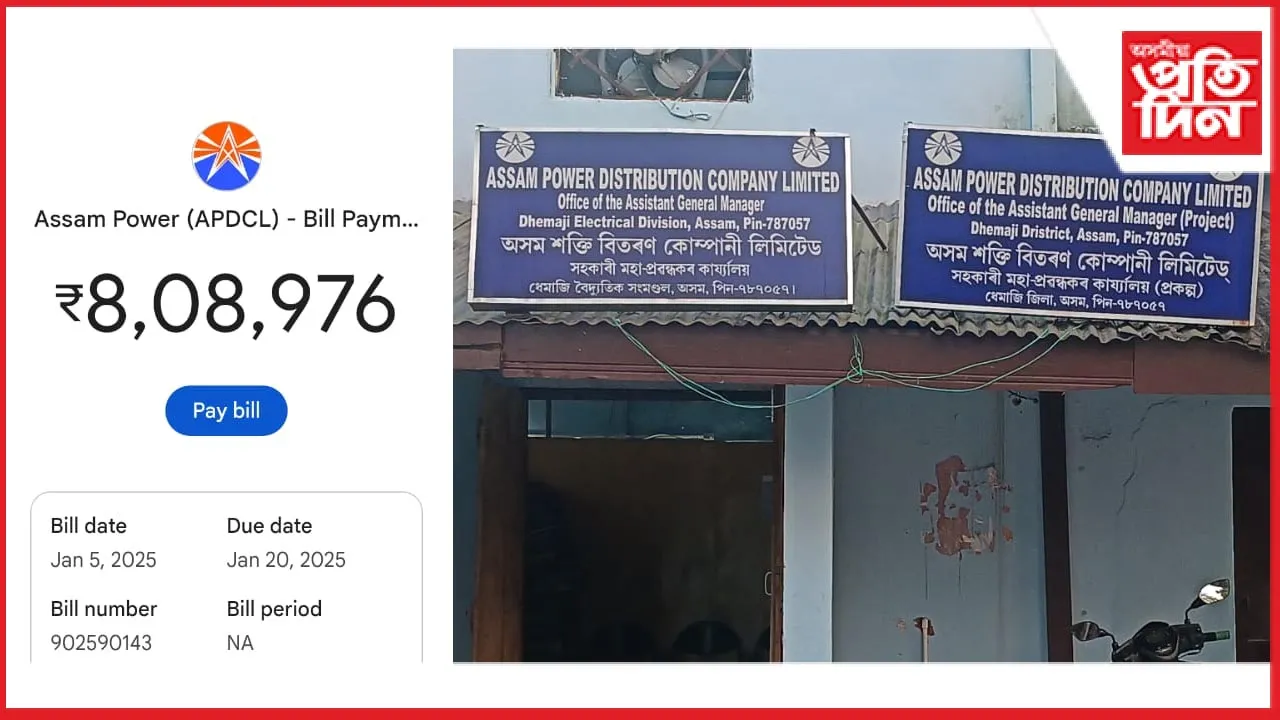 Assam Power (APDCL) - Bill Paym...
₹8,08,976
Pay bill
Bill date
Due date
Jan 5, 2025
Jan 20, 2025
Bill number
Bill period
902590143
NA
ASSAM POWER DISTRIBUTION COMPANY LIMITED
Office of the Assistant General Manager
Dhemaji Electrical Division, Assam, Pin-787057
অসম শক্তি বিতৰণ কোম্পানী লিমিটেড
সহকাৰী মহা-প্ৰবন্ধকৰ কাৰ্য্যালয়
ধেমাজি বৈদ্যুতিক সংমণ্ডল, অসম, পিন-৭৮৭০৫৭।
ASSAM POWER DISTRIBUTION COMPANY LIMITED
Office of the Assistant General Manager (Project)
Dhemaji Dristrict, Assam, Pin-787057
অসম শক্তি বিতৰণ কোম্পানী লিমিটেড্
সহকাৰী মহা-প্ৰবন্ধকৰ কাৰ্য্যালয় (প্ৰকল্প)
ধেমাজি জিলা, অসম, পিন-৭৮৭০৫৭
অসমীয়া
প্ৰতি
দিন